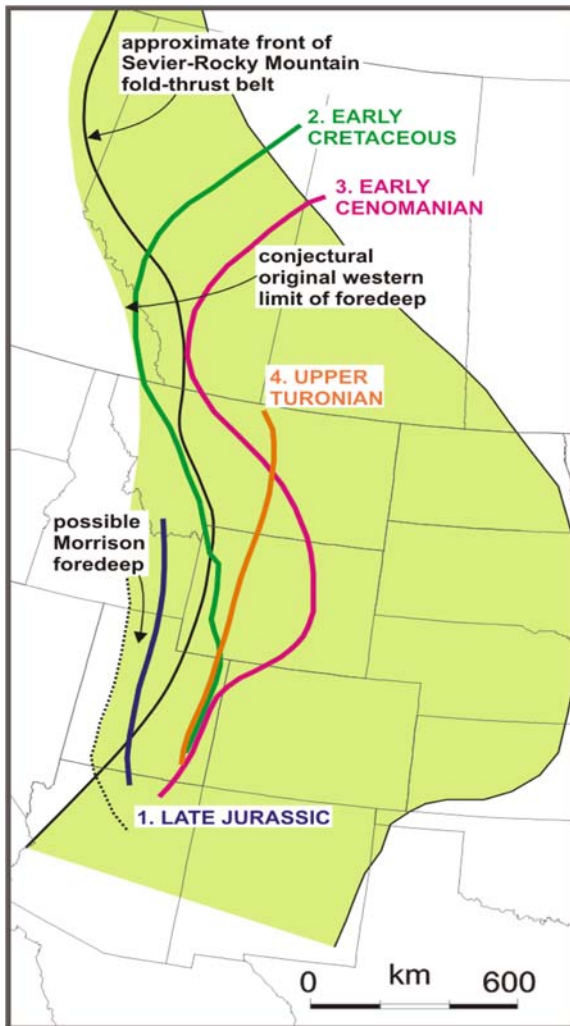 approximate front of
Sevier-Rocky Mountain
fold-thrust belt
2. EARLY
CRETACEOUS
3. EARLY
CENOMANIAN
conjectural
original western
limit of foredeep
4. UPPER
TURONIAN
possible
Morrison
foredeep
1. LATE JURASSIC
0 km 600